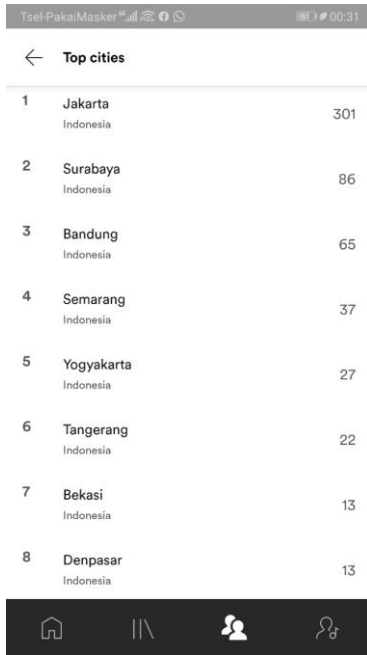 Tsel-PakaiMasker 00:31
Top cities
1 Jakarta 301
Indonesia
2 Surabaya 86
Indonesia
3 Bandung 65
Indonesia
4 Semarang 37
Indonesia
5 Yogyakarta 27
Indonesia
6 Tangerang 22
Indonesia
7 Bekasi 13
Indonesia
8 Denpasar 13
Indonesia